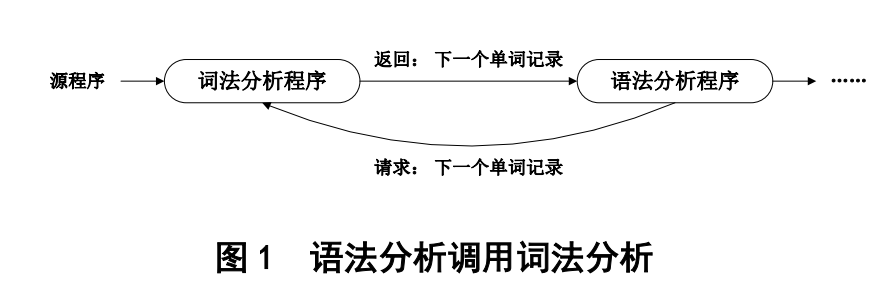 返回： 下一个单词记录
源程序
词法分析程序
语法分析程序
······
请求： 下一个单词记录
图 1 语法分析调用词法分析